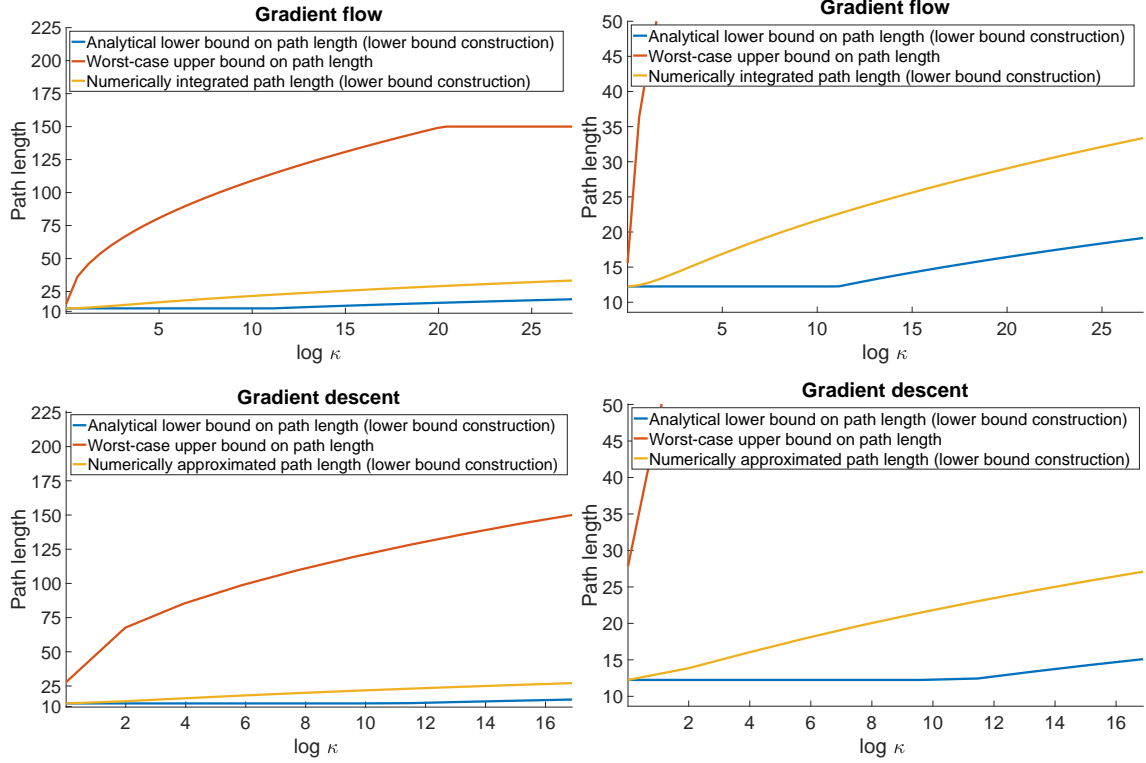 Gradient flow
Analytical lower bound on path length (lower bound construction)
Worst-case upper bound on path length
Numerically integrated path length (lower bound construction)
225
200
175
150
125
100
75
50
25
10
Path length
5
10
15
20
25
log κ
Gradient flow
Analytical lower bound on path length (lower bound construction)
Worst-case upper bound on path length
Numerically integrated path length (lower bound construction)
50
45
40
35
30
25
20
15
10
Path length
5
10
15
20
25
log κ
Gradient descent
Analytical lower bound on path length (lower bound construction)
Worst-case upper bound on path length
Numerically approximated path length (lower bound construction)
225
200
175
150
125
100
75
50
25
10
Path length
2
4
6
8
10
12
14
16
log κ
Gradient descent
Analytical lower bound on path length (lower bound construction)
Worst-case upper bound on path length
Numerically approximated path length (lower bound construction)
50
45
40
35
30
25
20
15
10
Path length
2
4
6
8
10
12
14
16
log κ